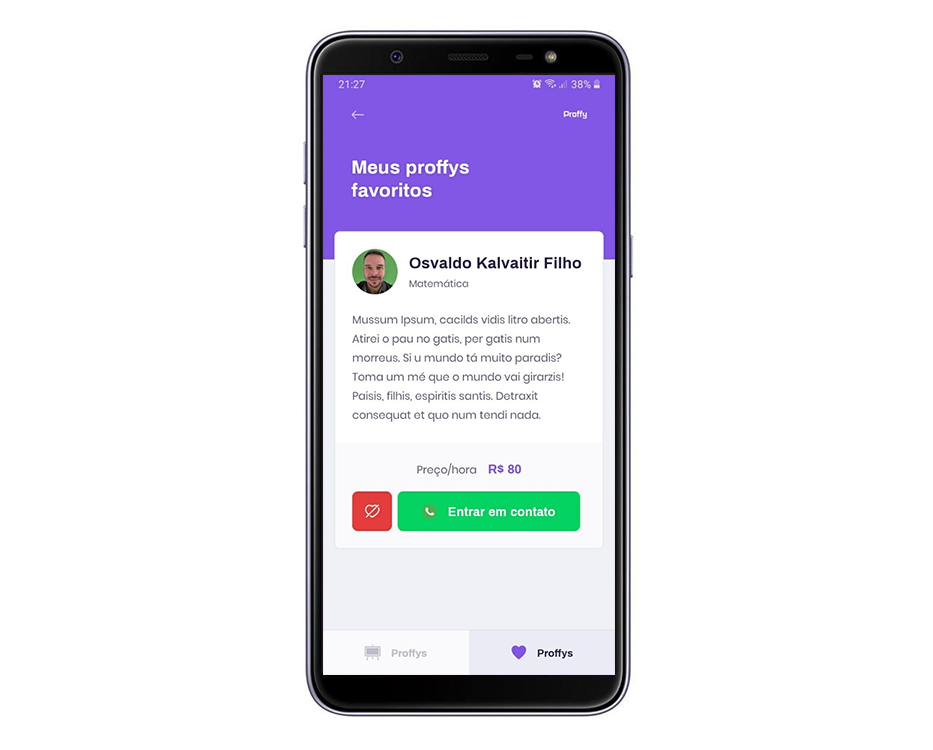 21:27
38%
Proffy
Meus proffys
favoritos
Osvaldo Kalvaitir Filho
Matemática
Mussum Ipsum, cacilds vidis litro abertis.
Atirei o pau no gatis, per gatis num
morreus. Si u mundo tá muito paradis?
Toma um mé que o mundo vai girarzis!
Paisis, filhis, espiritis santis. Detraxit
consequat et quo num tendi nada.
Preço/hora R$ 80
Entrar em contato
Proffys
Proffys